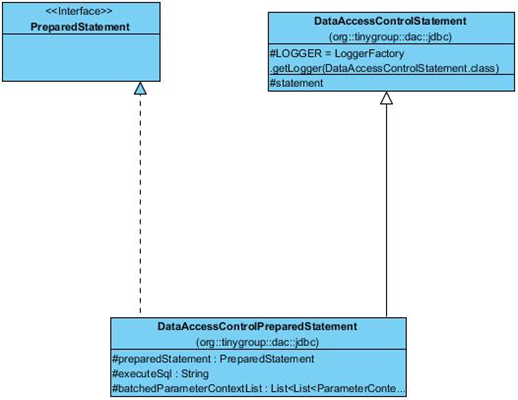 <<Interface>>
PreparedStatement
DataAccessControlStatement
(org::tinygroup::dac::jdbc)
#LOGGER = LoggerFactory
.getLogger(DataAccessControlStatement.class)
#statement
DataAccessControlPreparedStatement
(org::tinygroup::dac::jdbc)
#preparedStatement : PreparedStatement
#executeSql : String
#batchedParameterContextList : List<List<ParameterConte...